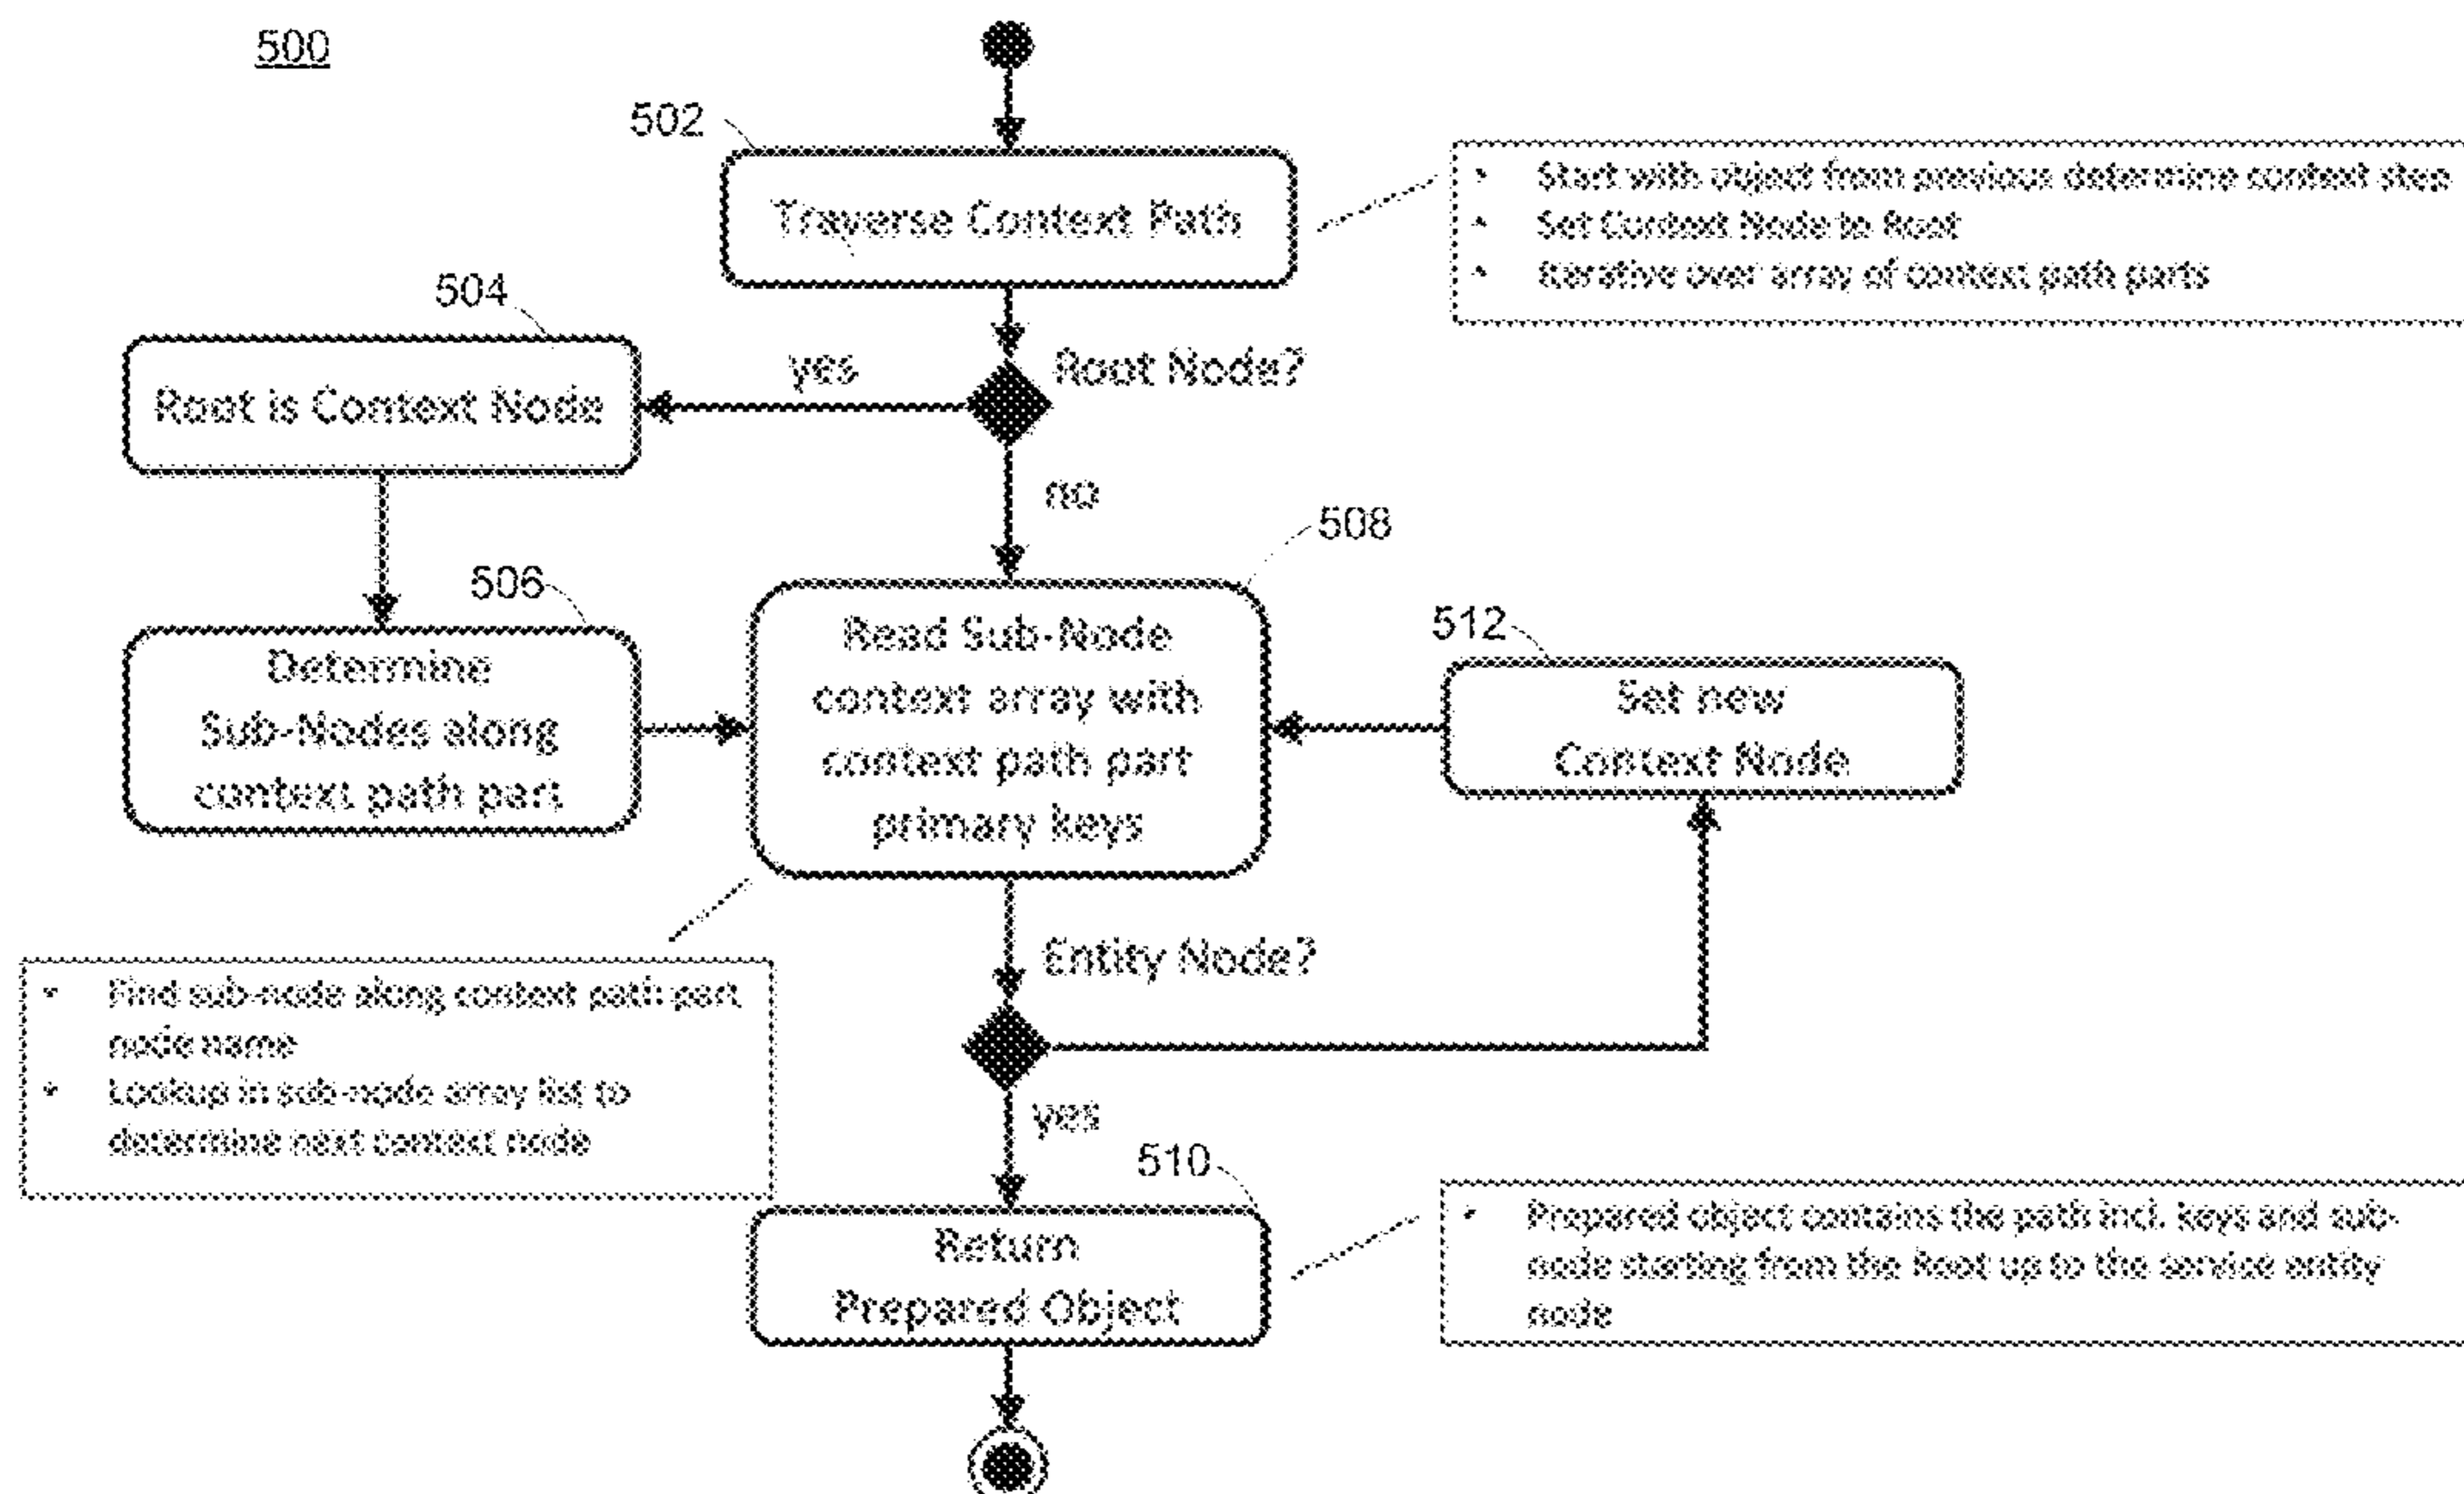 500
502
Traverse Context Path
• Start with object from previous determine context step
• Set Context Node to Root
• Iterative over array of context path parts
504
Root is Context Node
yes
Root Node?
no
506
Determine
Sub-Nodes along
context path part
508
Read Sub-Node
context array with
context path part
primary keys
512
Set new
Context Node
Entity Node?
• Find sub-node along context path part
node name
• Lookup in sub-node array list to
determine next context node
yes
510
Return
Prepared Object
• Prepared object contains the path incl. keys and sub-
node starting from the Root up to the service entity
node